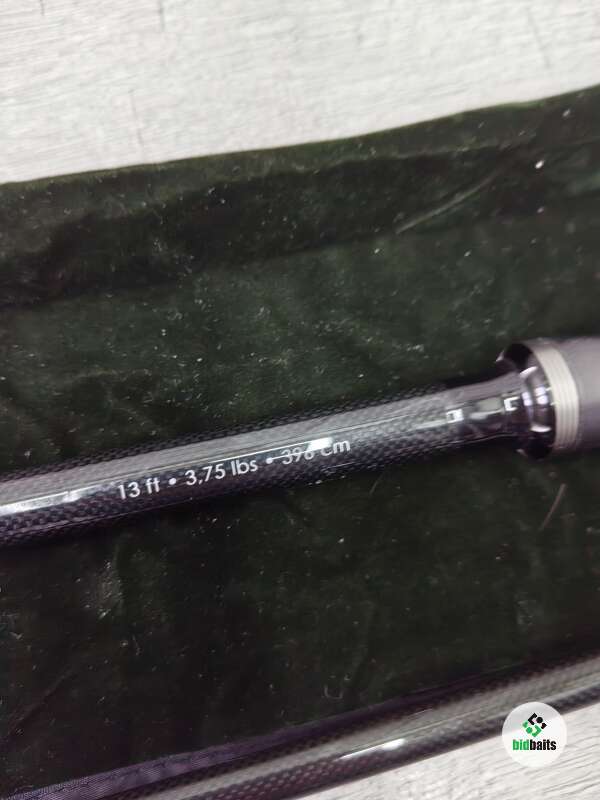 13 ft • 3,75 lbs • 396 cm
bidbaits